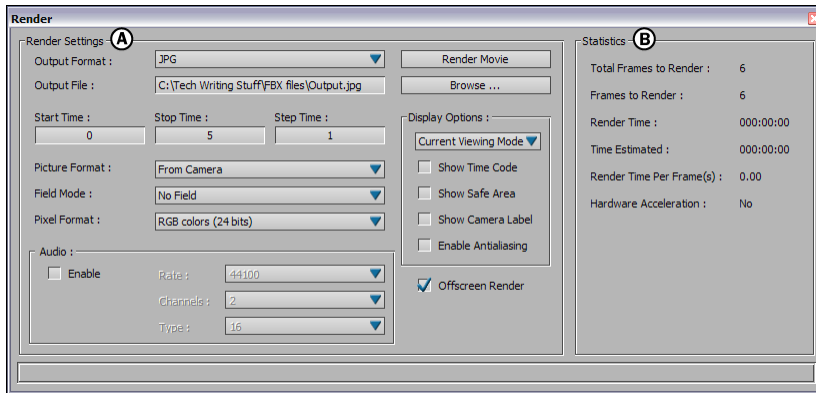 Render
Render Settings A
Output Format : JPG Render Movie
Output File : C:\Tech Writing Stuff\FBX files\Output.jpg Browse ...
Start Time : Stop Time : Step Time :
0 5 1
Picture Format : From Camera
Field Mode : No Field
Pixel Format : RGB colors (24 bits)
Audio :
Enable
Rate : 44100
Channels : 2
Type : 16
Display Options :
Current Viewing Mode
Show Time Code
Show Safe Area
Show Camera Label
Enable Antialiasing
Offscreen Render
Statistics B
Total Frames to Render : 6
Frames to Render : 6
Render Time : 000:00:00
Time Estimated : 000:00:00
Render Time Per Frame(s) : 0.00
Hardware Acceleration : No